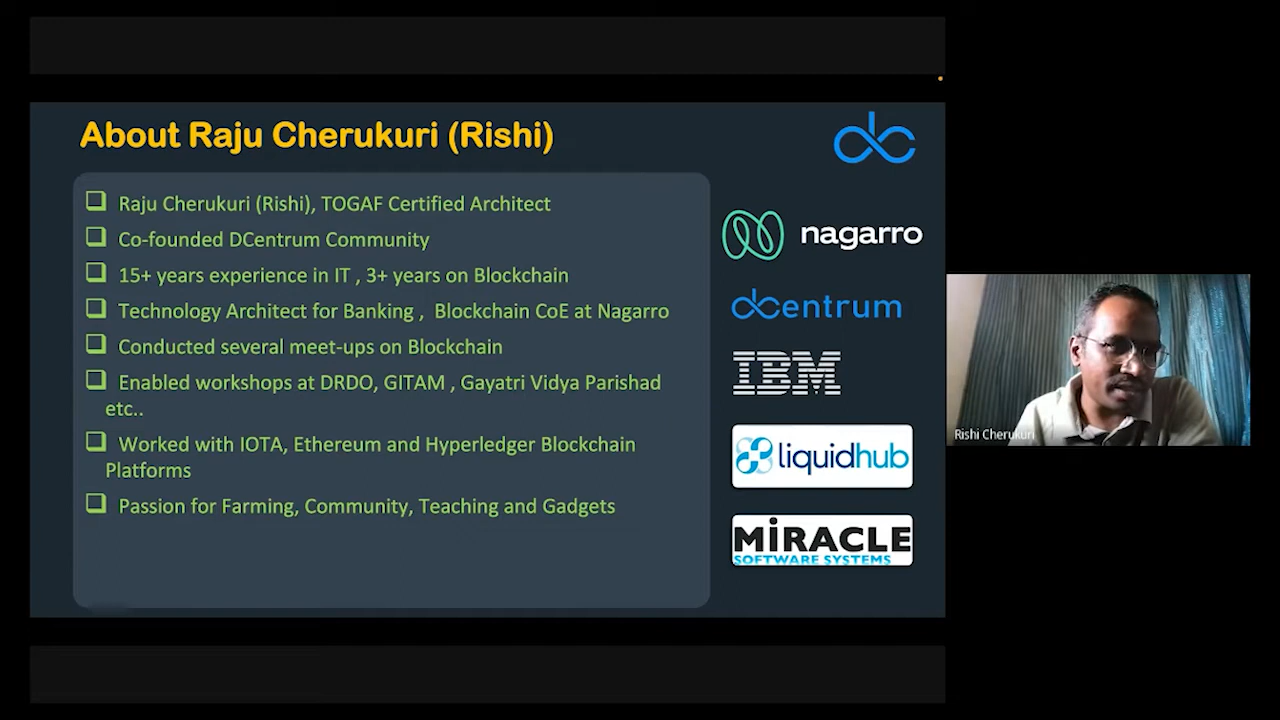 About Raju Cherukuri (Rishi)
Raju Cherukuri (Rishi), TOGAF Certified Architect
Co-founded DCentrum Community
15+ years experience in IT , 3+ years on Blockchain
Technology Architect for Banking , Blockchain CoE at Nagarro
Conducted several meet-ups on Blockchain
Enabled workshops at DRDO, GITAM , Gayatri Vidya Parishad
etc..
Worked with IOTA, Ethereum and Hyperledger Blockchain
Platforms
Passion for Farming, Community, Teaching and Gadgets
dc
nagarro
dcentrum
IBM
liquidhub
MiRACLE
SOFTWARE SYSTEMS
Rishi Cherukuri